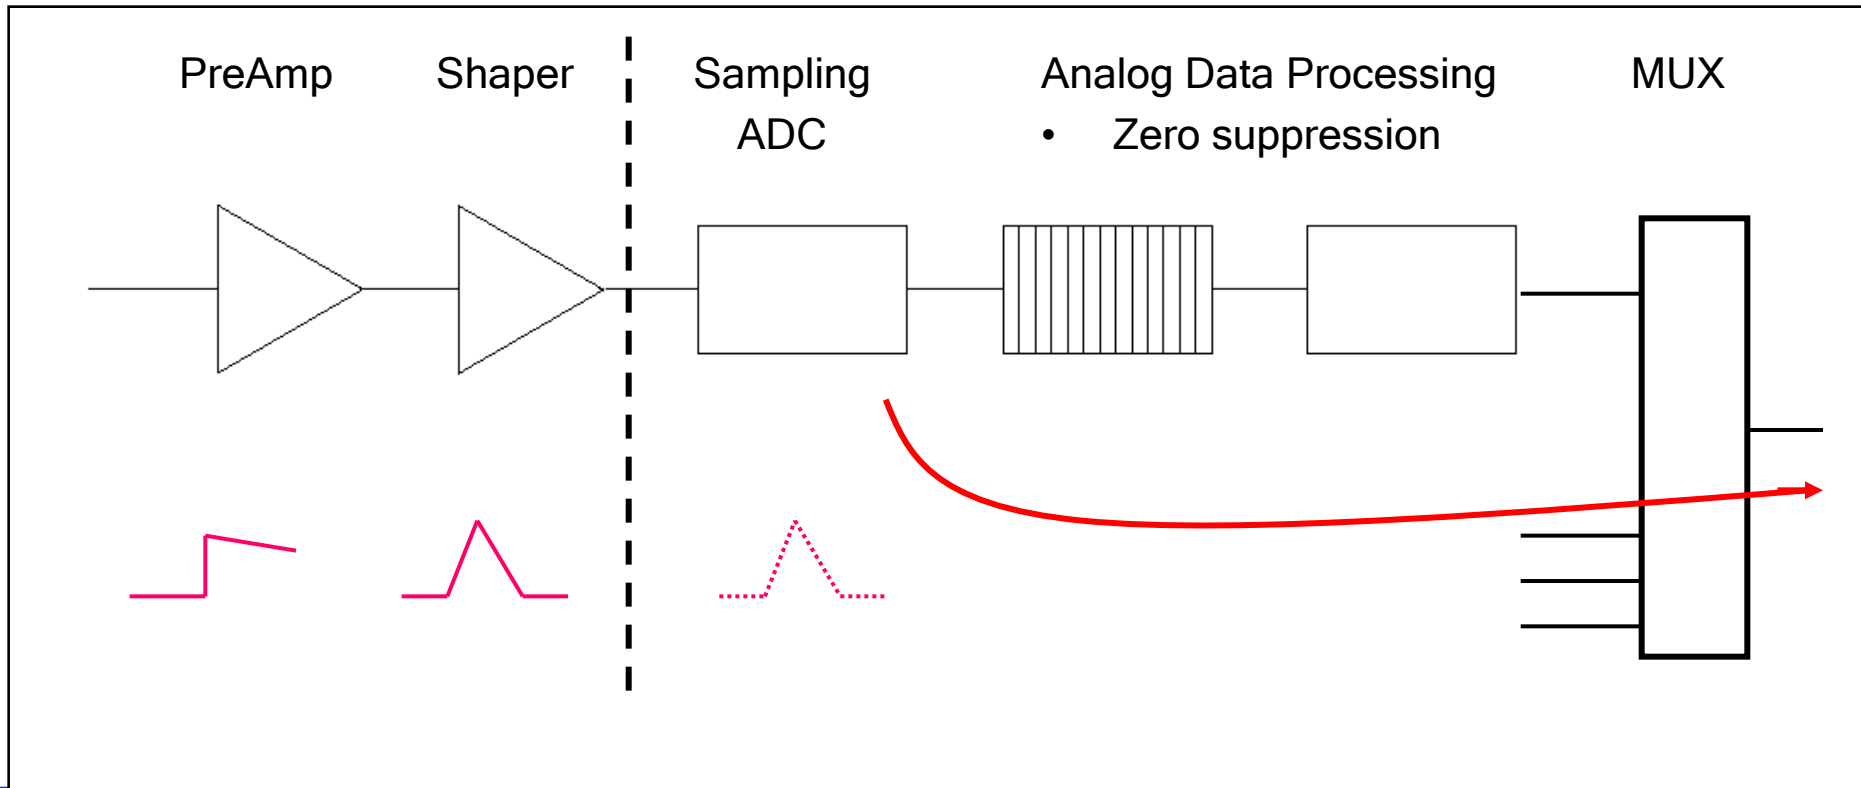 PreAmp Shaper Sampling Analog Data Processing MUX
ADC • Zero suppression